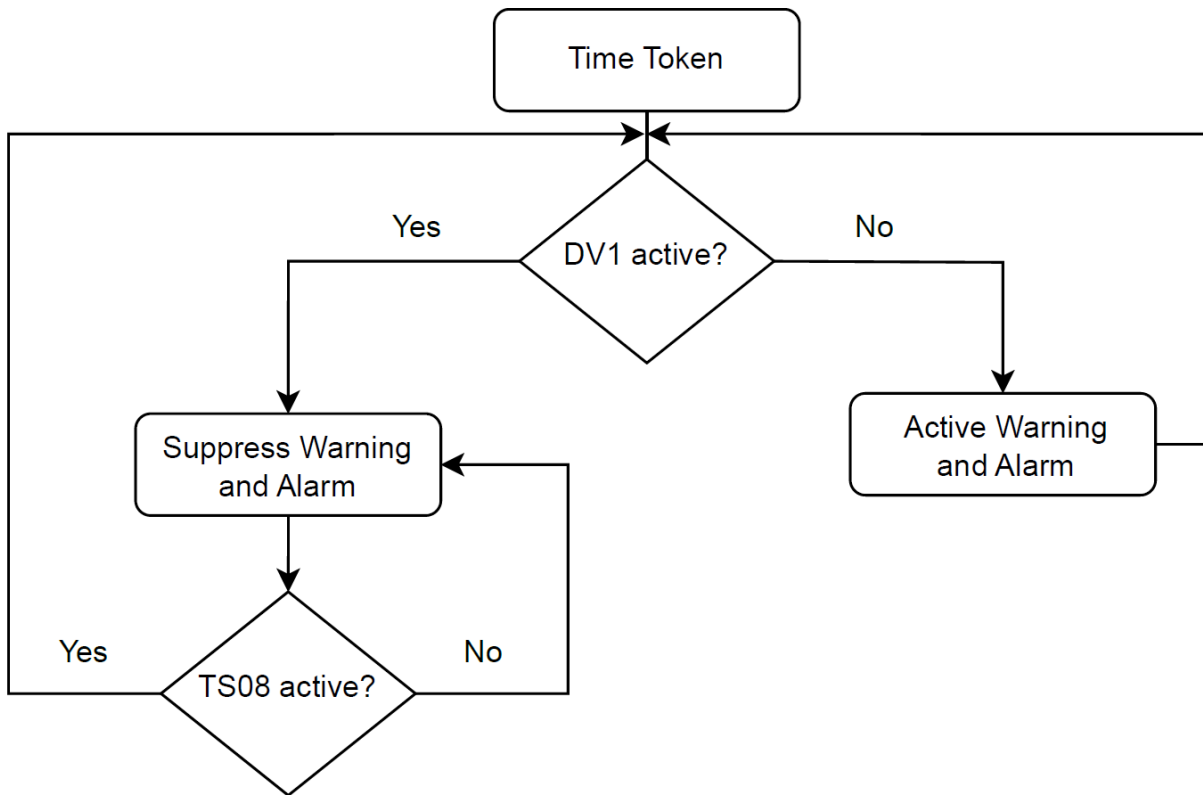 Time Token
Yes
No
DV1 active?
Suppress Warning
and Alarm
Active Warning
and Alarm
Yes
No
TS08 active?